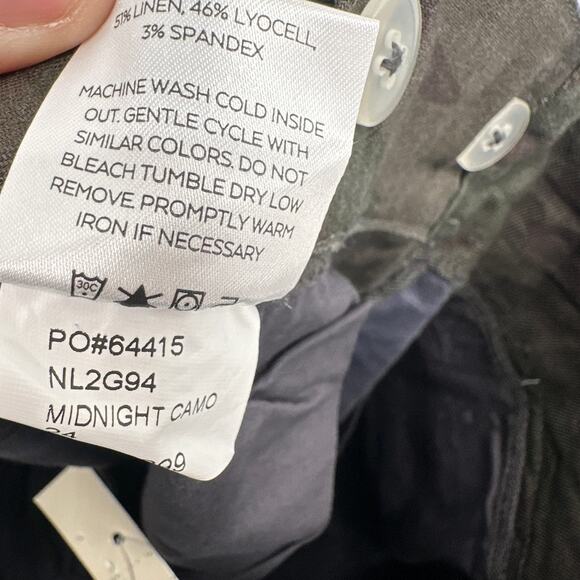 51% LINEN, 46% LYOCELL,
3% SPANDEX
MACHINE WASH COLD INSIDE
OUT. GENTLE CYCLE WITH
SIMILAR COLORS. DO NOT
BLEACH TUMBLE DRY LOW
REMOVE PROMPTLY WARM
IRON IF NECESSARY
30C
PO#64415
NL2G94
MIDNIGHT CAMO